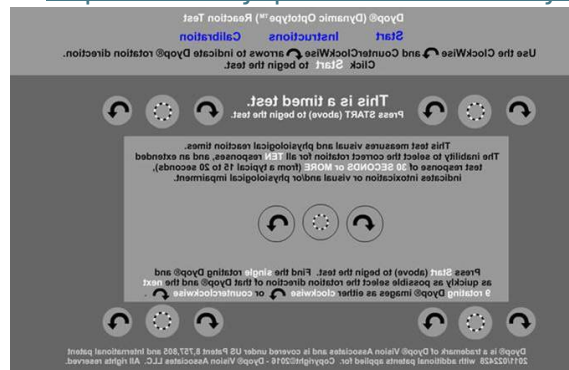 Dyop® (Dynamic Optotype™) Reaction Test
Start Instructions Calibration
Use the ClockWise and CounterClockWise arrows to indicate Dyop® rotation direction.
Click Start to begin the test.
This is a timed test.
Press START (above) to begin the test.
This test measures visual and physiological reaction times.
The inability to select the correct rotation for all TEN responses, and an extended
test response of 30 SECONDS or MORE (from a typical 15 to 20 seconds),
indicates intoxication or visual and/or physiological impairment.
Press Start (above) to begin the test. Find the single rotating Dyop® and
as quickly as possible select the rotation direction of that Dyop® and the next
9 rotating Dyop® images as either clockwise or counterclockwise .
Dyop® is a trademark of Dyop® Vision Associates and is covered under US Patent 8,757,805 and International patent
2011/022428 with additional patents applied for. Copyright©2016 - Dyop® Vision Associates LLC. All rights reserved.